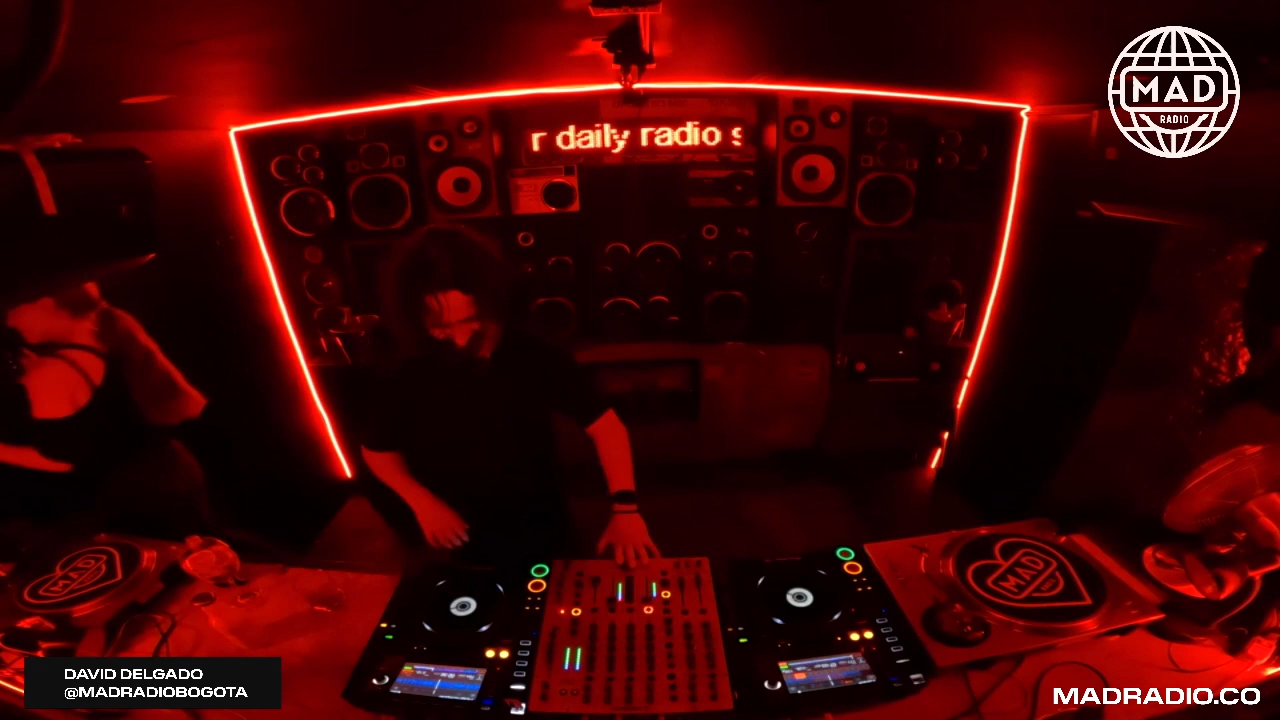 MAD
RADIO
r daily radio s
MAD
MAD
DAVID DELGADO
@MADRADIOBOGOTA
MADRADIO.CO